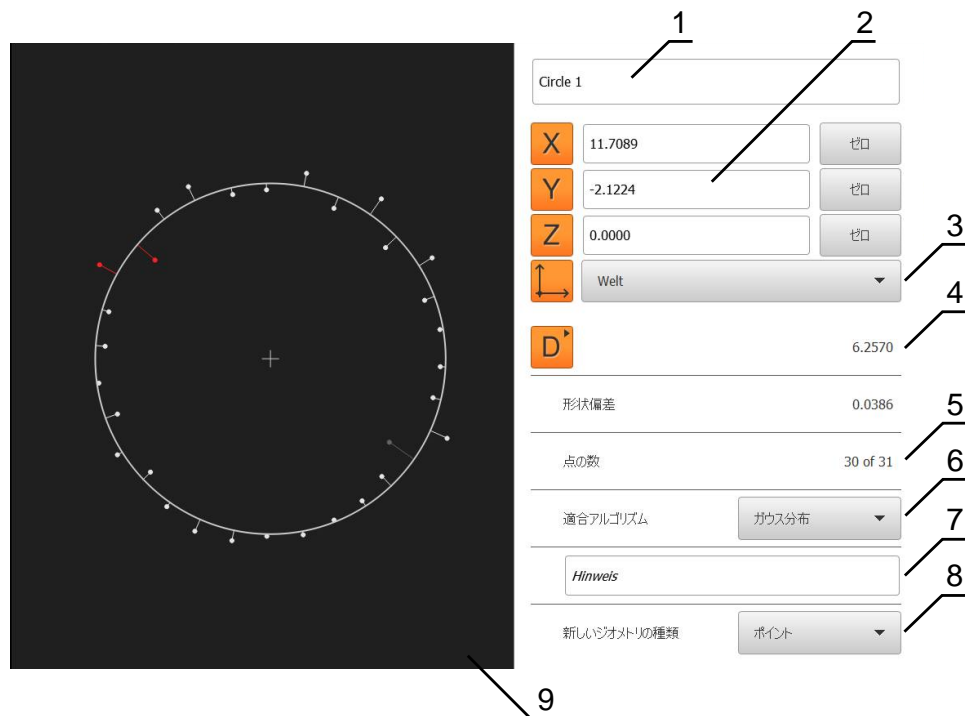 1
2
Circle 1
X 11.7089 ゼロ
Y -2.1224 ゼロ
Z 0.0000 ゼロ
3
Welt
4
D 6.2570
形状偏差 0.0386
5
点の数 30 of 31
6
適合アルゴリズム ガウス分布
7
Hinweis
8
新しいジオメトリの種類 ポイント
9